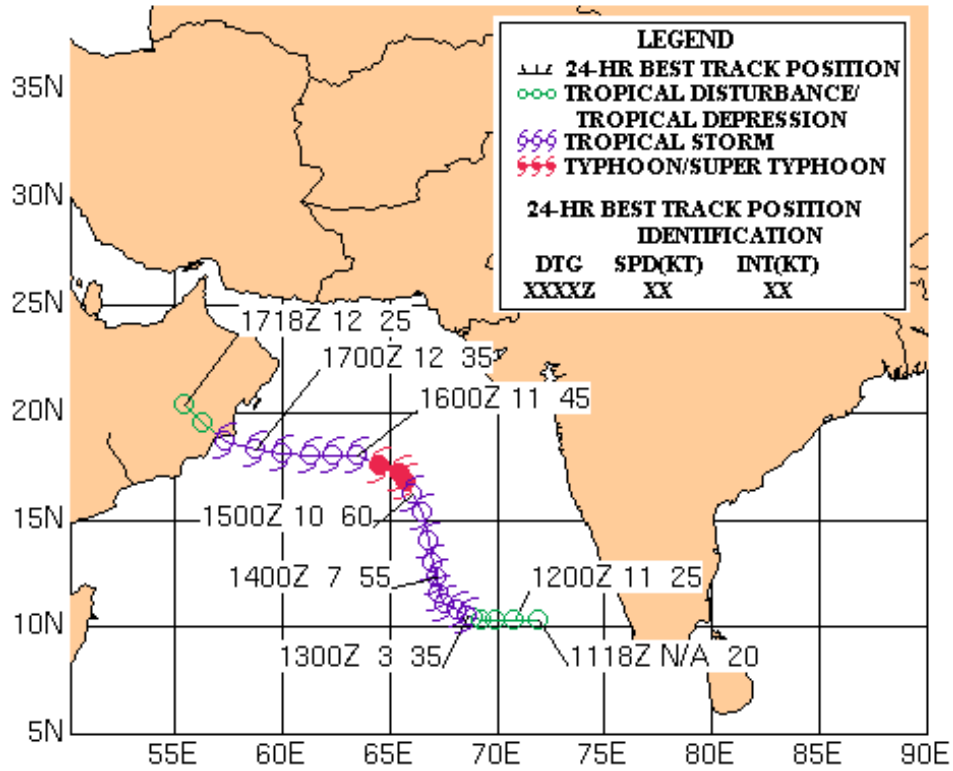 LEGEND
24-HR BEST TRACK POSITION
TROPICAL DISTURBANCE/
TROPICAL DEPRESSION
TROPICAL STORM
TYPHOON/SUPER TYPHOON
24-HR BEST TRACK POSITION
IDENTIFICATION
DTG SPD(KT) INT(KT)
XXXXZ XX XX
35N
30N
25N
20N
15N
10N
5N
1718Z 12 25
1700Z 12 35
1600Z 11 45
1500Z 10 60
1400Z 7 55
1200Z 11 25
1300Z 3 35
1118Z N/A 20
55E 60E 65E 70E 75E 80E 85E 90E